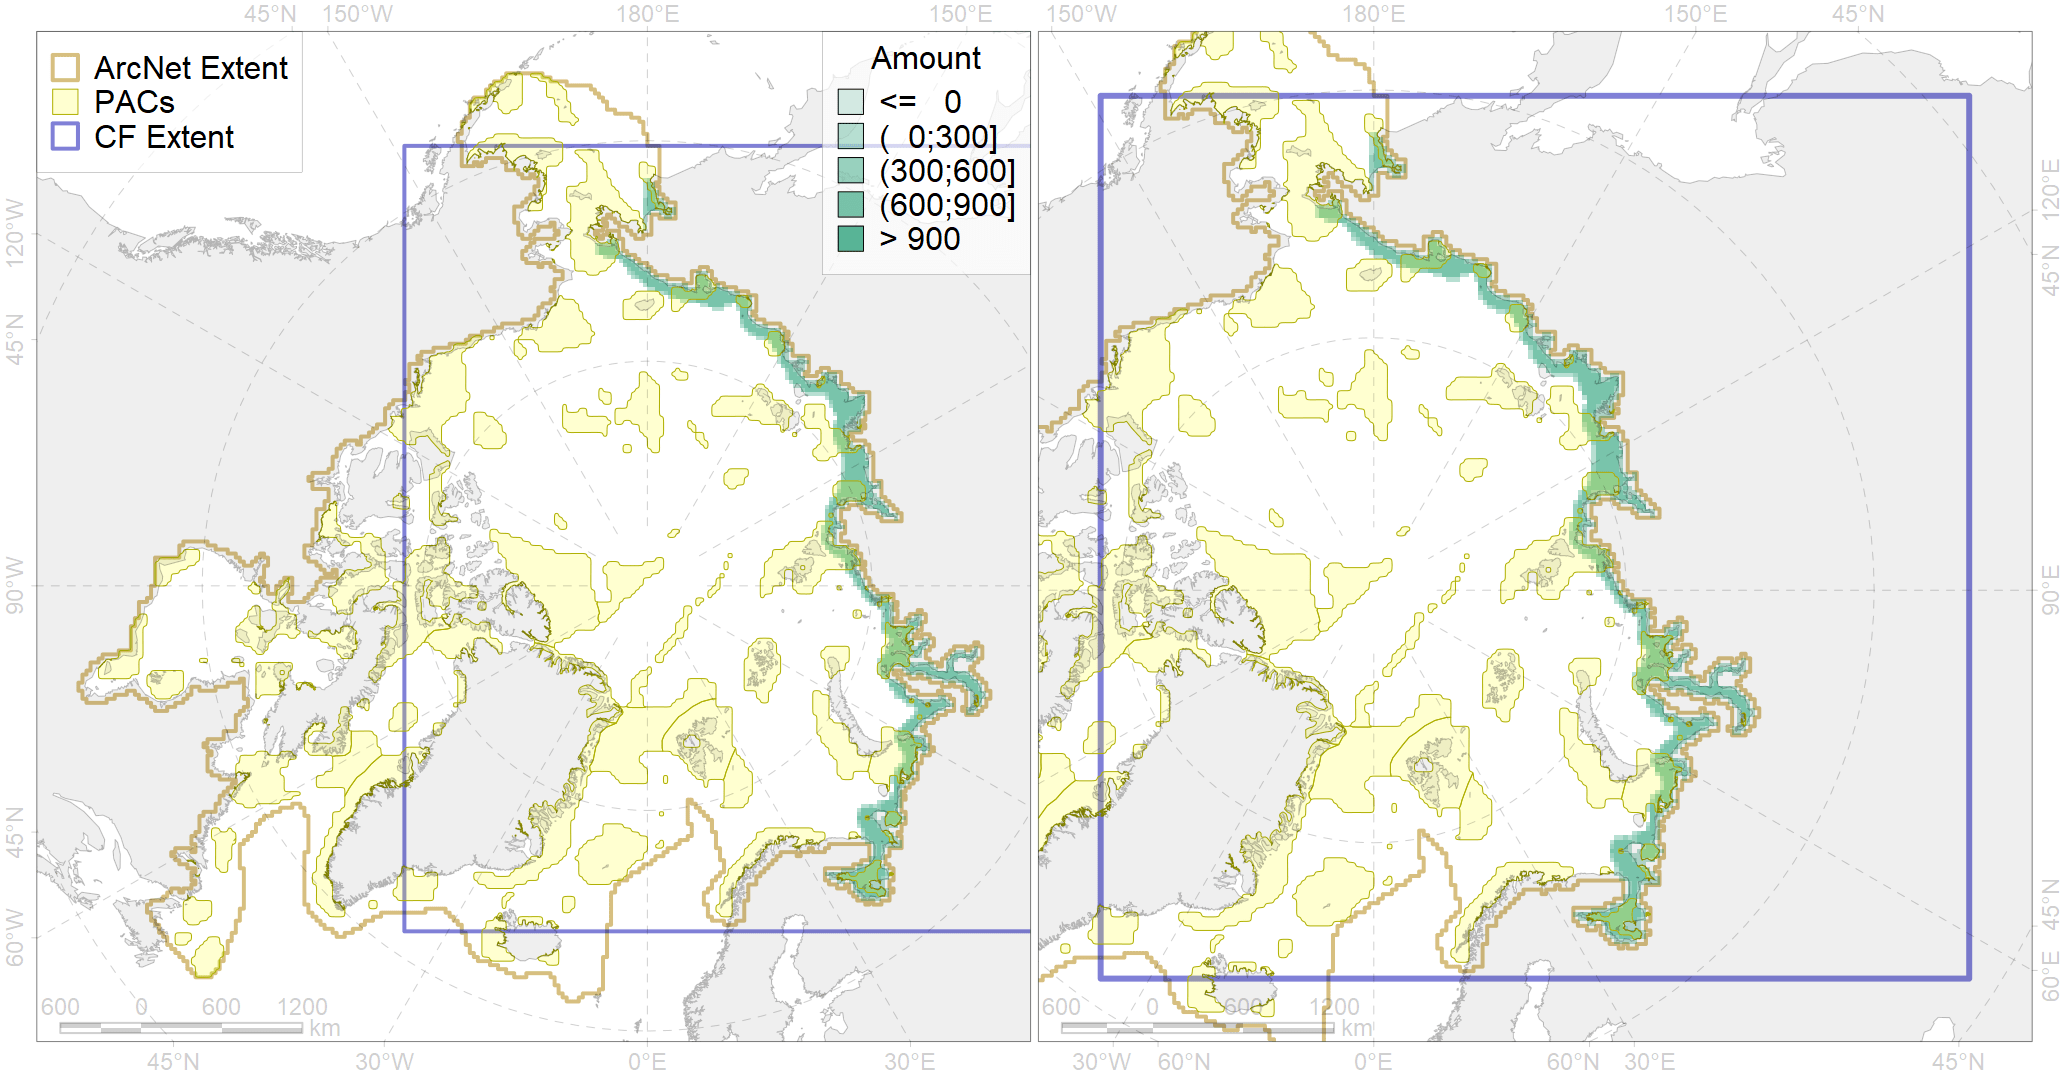 45°N 150°W 180°E 150°E 150°W 180°E 150°E 45°N
ArcNet Extent
PACs
CF Extent
Amount
<= 0
( 0;300]
(300;600]
(600;900]
> 900
120°W
45°N
90°W
45°N
60°W
120°E
45°N
90°E
45°N
60°E
600 0 600 1200
km
600 0 600 1200
km
45°N 30°W 0°E 30°E 30°W 60°N 0°E 60°N 30°E 45°N